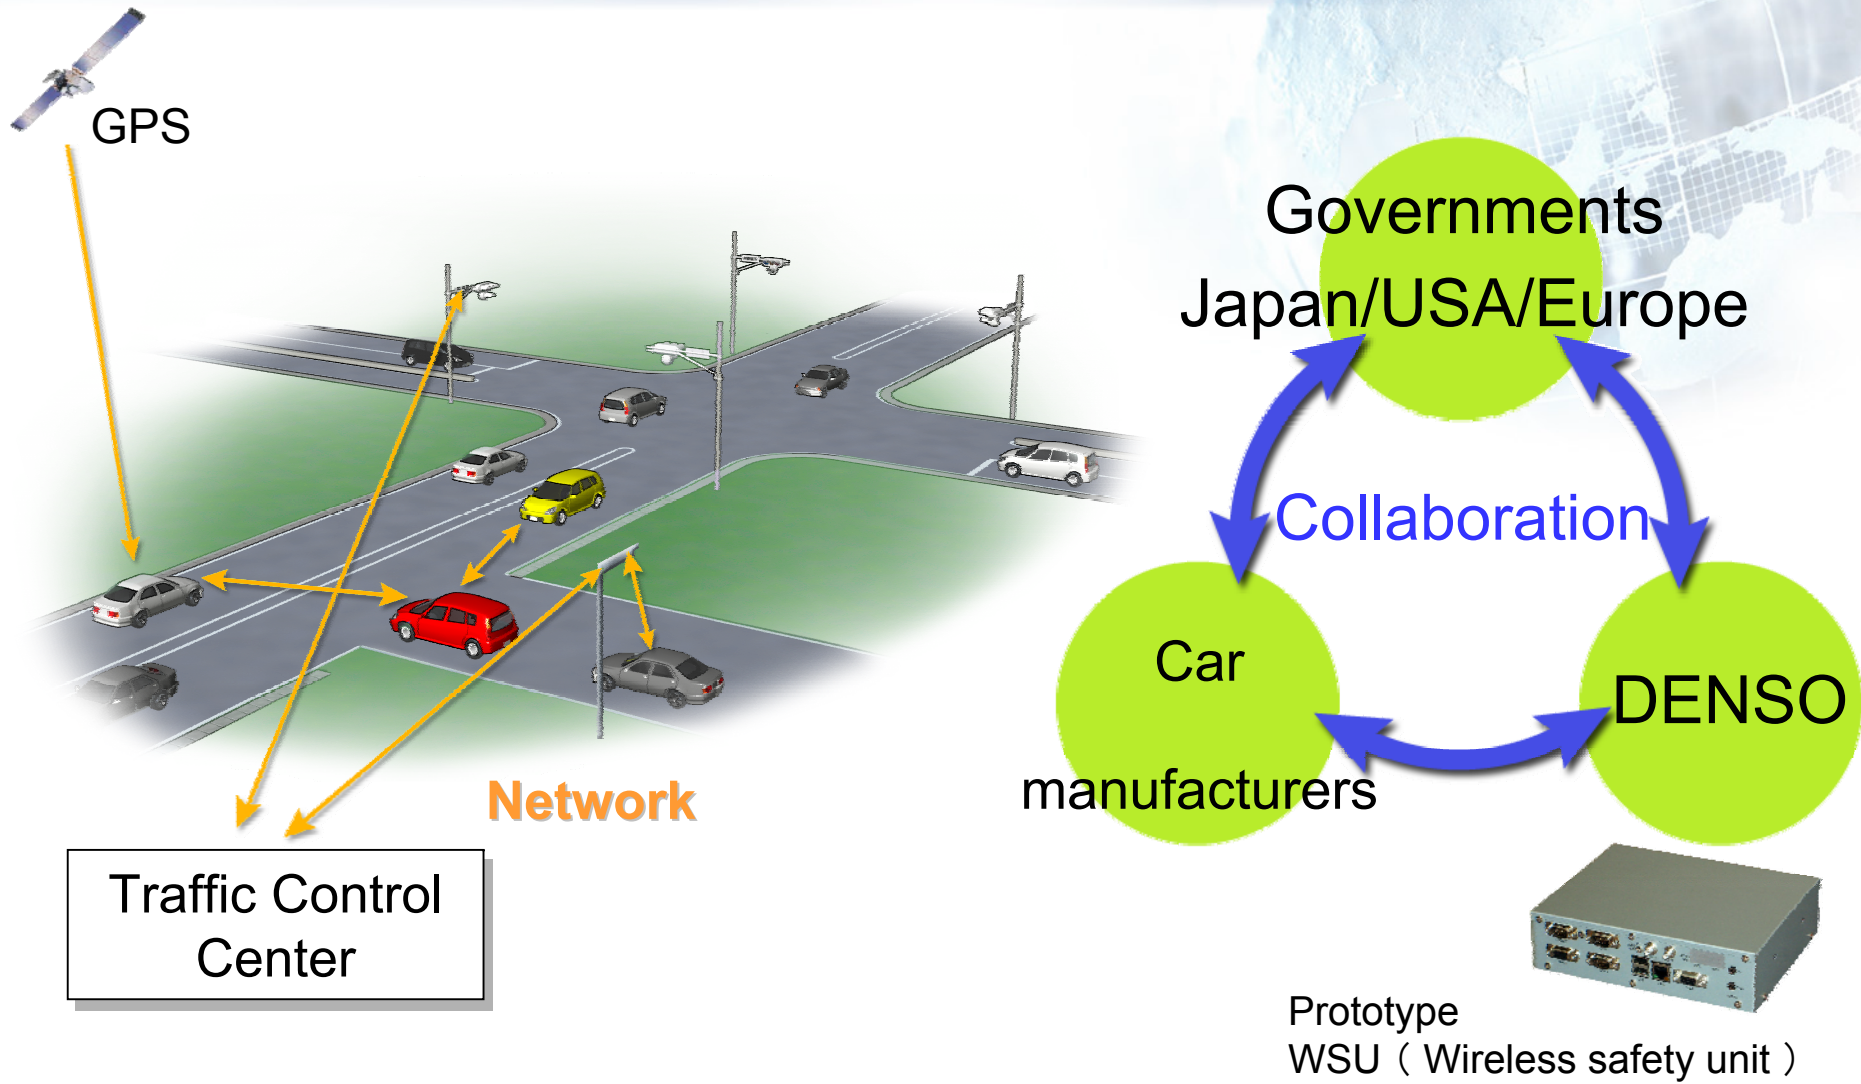 GPS
Network
Traffic Control
Center
Governments
Japan/USA/Europe
Collaboration
Car
manufacturers
DENSO
Prototype
WSU（ Wireless safety unit ）